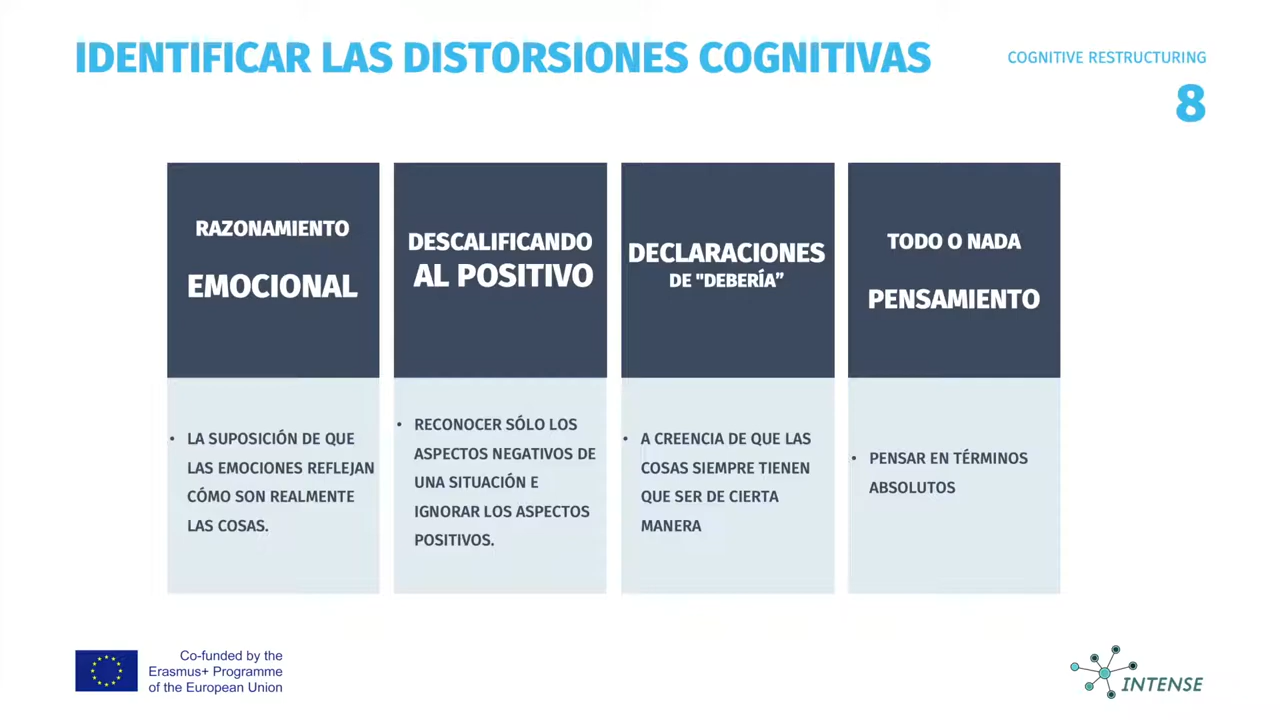 IDENTIFICAR LAS DISTORSIONES COGNITIVAS
COGNITIVE RESTRUCTURING
8
RAZONAMIENTO
EMOCIONAL
LA SUPOSICIÓN DE QUE
LAS EMOCIONES REFLEJAN
CÓMO SON REALMENTE
LAS COSAS.
DESCALIFICANDO
AL POSITIVO
RECONOCER SÓLO LOS
ASPECTOS NEGATIVOS DE
UNA SITUACIÓN E
IGNORAR LOS ASPECTOS
POSITIVOS.
DECLARACIONES
DE "DEBERÍA”
A CREENCIA DE QUE LAS
COSAS SIEMPRE TIENEN
QUE SER DE CIERTA
MANERA
TODO O NADA
PENSAMIENTO
PENSAR EN TÉRMINOS
ABSOLUTOS
Co-funded by the
Erasmus+ Programme
of the European Union
INTENSE